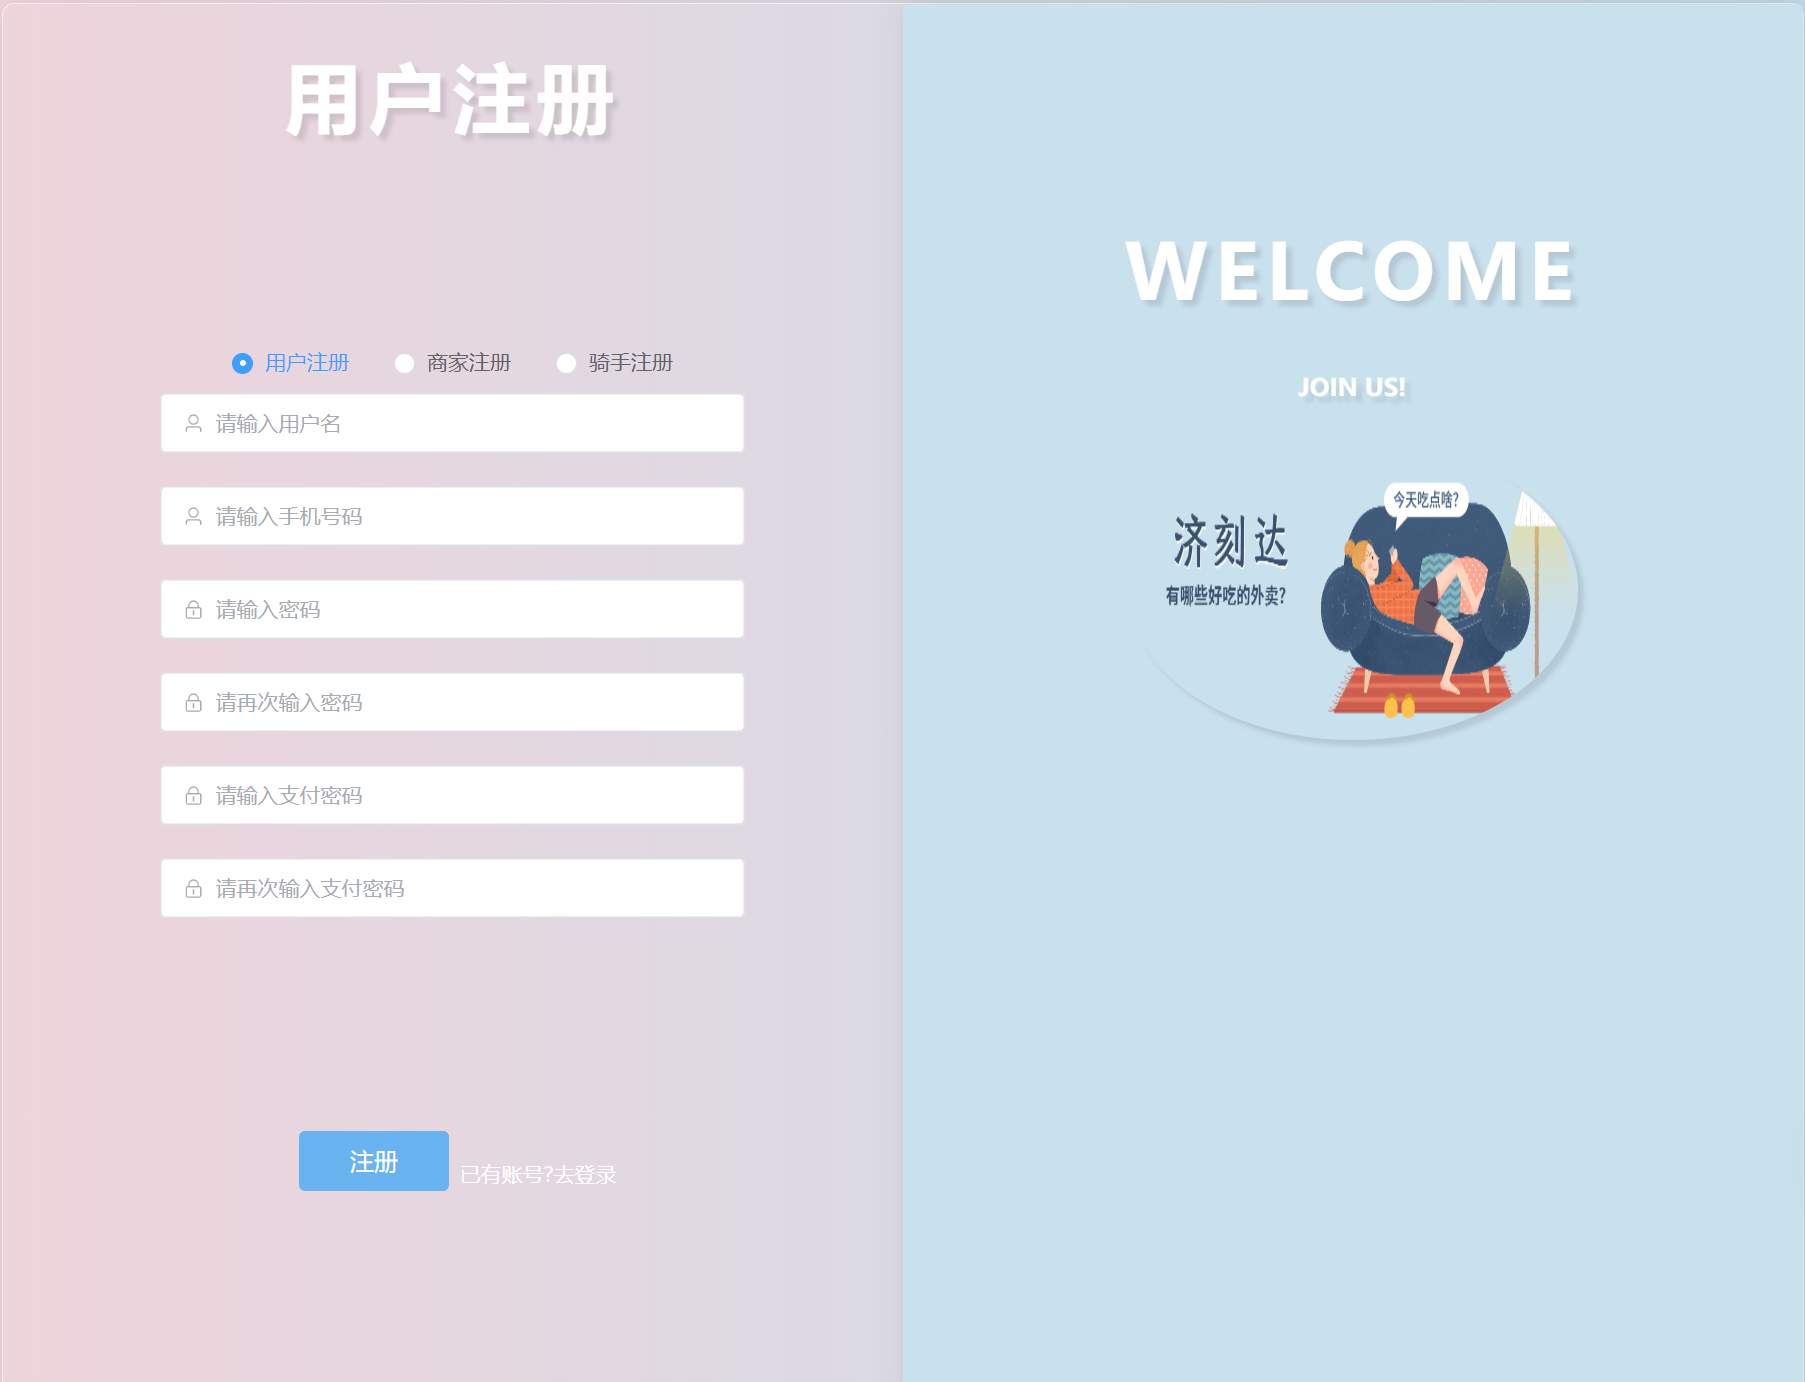 用户注册
用户注册 商家注册 骑手注册
请输入用户名
请输入手机号码
请输入密码
请再次输入密码
请输入支付密码
请再次输入支付密码
注册 已有账号?去登录
WELCOME
JOIN US!
今天吃点啥?
济刻达
有哪些好吃的外卖?